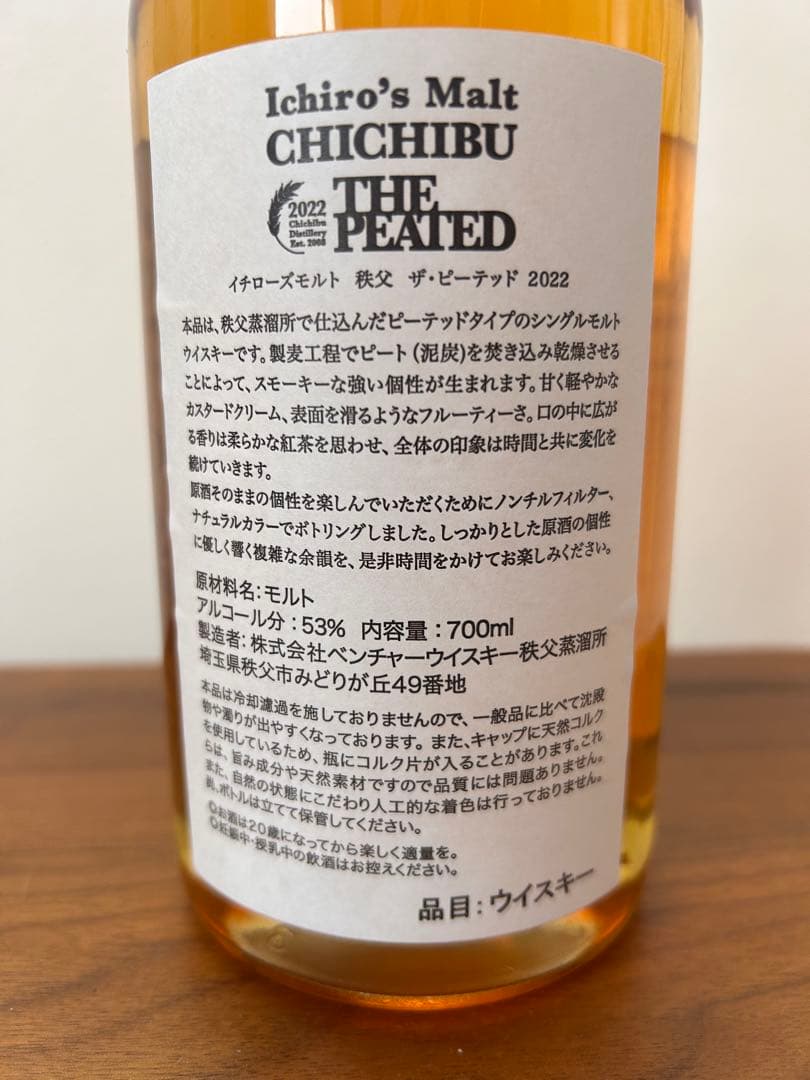 Ichiro's Malt
CHICHIBU
2022
Chichibu
Distillery
Est. 2008
THE
PEATED
イチローズモルト 秩父 ザ・ピーテッド 2022
本品は、秩父蒸溜所で仕込んだピーテッドタイプのシングルモルト
ウイスキーです。製麦工程でピート(泥炭)を焚き込み乾燥させる
ことによって、スモーキーな強い個性が生まれます。甘く軽やかな
カスタードクリーム、表面を滑るようなフルーティーさ。口の中に広が
る香りは柔らかな紅茶を思わせ、全体の印象は時間と共に変化を
続けていきます。
原酒そのままの個性を楽しんでいただくためにノンチルフィルター、
ナチュラルカラーでボトリングしました。しっかりとした原酒の個性
に優しく響く複雑な余韻を、是非時間をかけてお楽しみください。
原材料名:モルト
アルコール分:53% 内容量:700ml
製造者:株式会社ベンチャーウイスキー秩父蒸溜所
埼玉県秩父市みどりが丘49番地
本品は冷却濾過を施しておりませんので、一般品に比べて沈殿
物や濁りが出やすくなっております。また、キャップに天然コルク
を使用しているため、瓶にコルク片が入ることがあります。これ
らは、旨み成分や天然素材ですので品質には問題ありません。
また、自然の状態にこだわり人工的な着色は行っておりません。
尚、ボトルは立てて保管してください。
◎お酒は20歳になってから楽しく適量を。
◎妊娠中・授乳中の飲酒はお控えください。
品目:ウイスキー